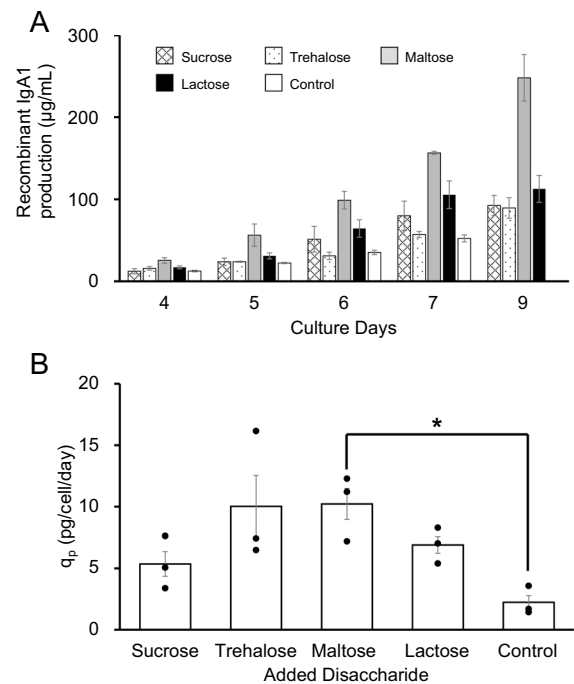 A
Recombinant IgA1
production (µg/mL)
300
200
100
0
Sucrose Trehalose Maltose
Lactose Control
4 5 6 7 9
Culture Days
B
q_p (pg/cell/day)
20
15
10
5
0
*
Sucrose Trehalose Maltose Lactose Control
Added Disaccharide